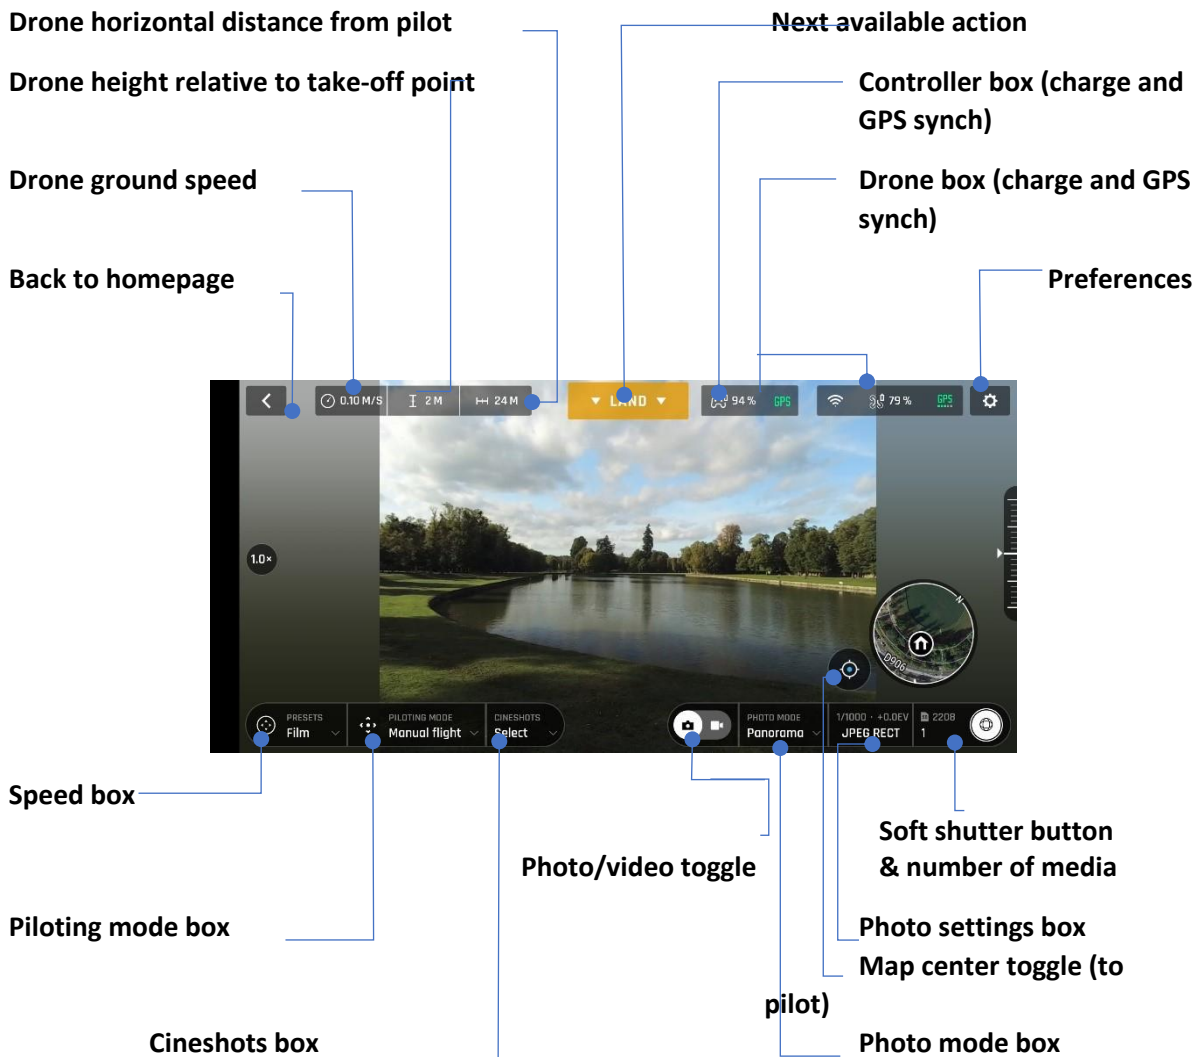 Drone horizontal distance from pilot
Next available action
Drone height relative to take-off point
Controller box (charge and
GPS synch)
Drone ground speed
Drone box (charge and GPS
synch)
Back to homepage
Preferences
0.10 M/S
2 M
24 M
LAND
94 %
GPS
79 %
GPS
1.0×
N
D906
PRESETS
Film
PILOTING MODE
Manual flight
CINESHOTS
Select
PHOTO MODE
Panorama
1/1000 · +0.0EV
JPEG RECT
22GB
1
Speed box
Soft shutter button
& number of media
Photo/video toggle
Piloting mode box
Photo settings box
Map center toggle (to
pilot)
Cineshots box
Photo mode box